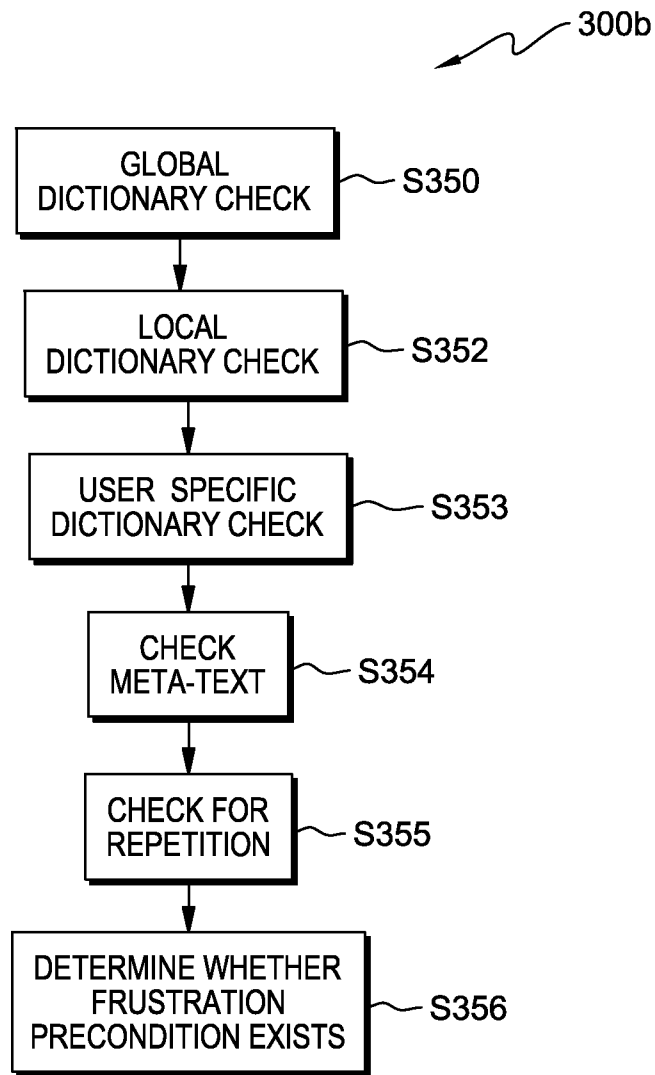 300b
GLOBAL
DICTIONARY CHECK
S350
LOCAL
DICTIONARY CHECK
S352
USER SPECIFIC
DICTIONARY CHECK
S353
CHECK
META-TEXT
S354
CHECK FOR
REPETITION
S355
DETERMINE WHETHER
FRUSTRATION
PRECONDITION EXISTS
S356